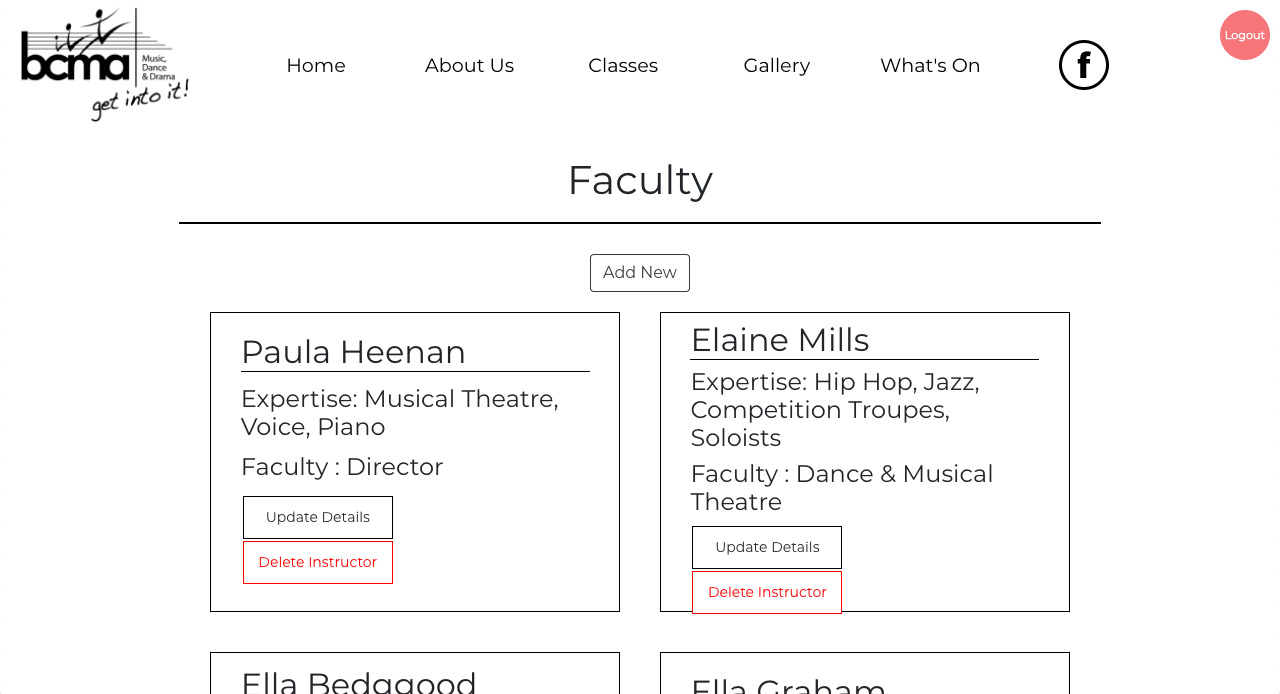 bcma
Music,
Dance
& Drama
get into it!
Home
About Us
Classes
Gallery
What's On
f
Logout
Faculty
Add New
Paula Heenan
Expertise: Musical Theatre,
Voice, Piano
Faculty : Director
Update Details
Delete Instructor
Elaine Mills
Expertise: Hip Hop, Jazz,
Competition Troupes,
Soloists
Faculty : Dance & Musical
Theatre
Update Details
Delete Instructor
Ella Bedggood
Ella Graham